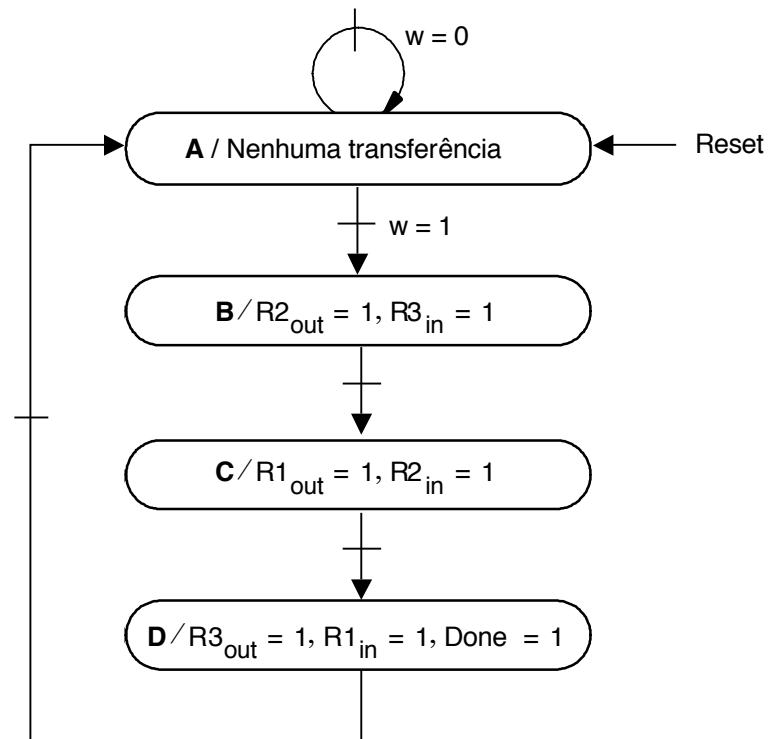 w = 0
A / Nenhuma transferência
Reset
w = 1
B / R2out = 1, R3in = 1
C / R1out = 1, R2in = 1
D / R3out = 1, R1in = 1, Done = 1